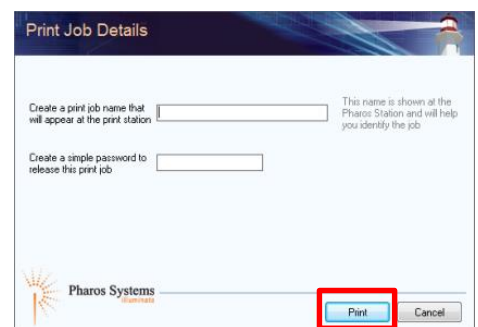 Print Job Details
Create a print job name that
will appear at the print station
This name is shown at the
Pharos Station and will help
you identify the job
Create a simple password to
release this print job
Pharos Systems
illuminate
Print
Cancel